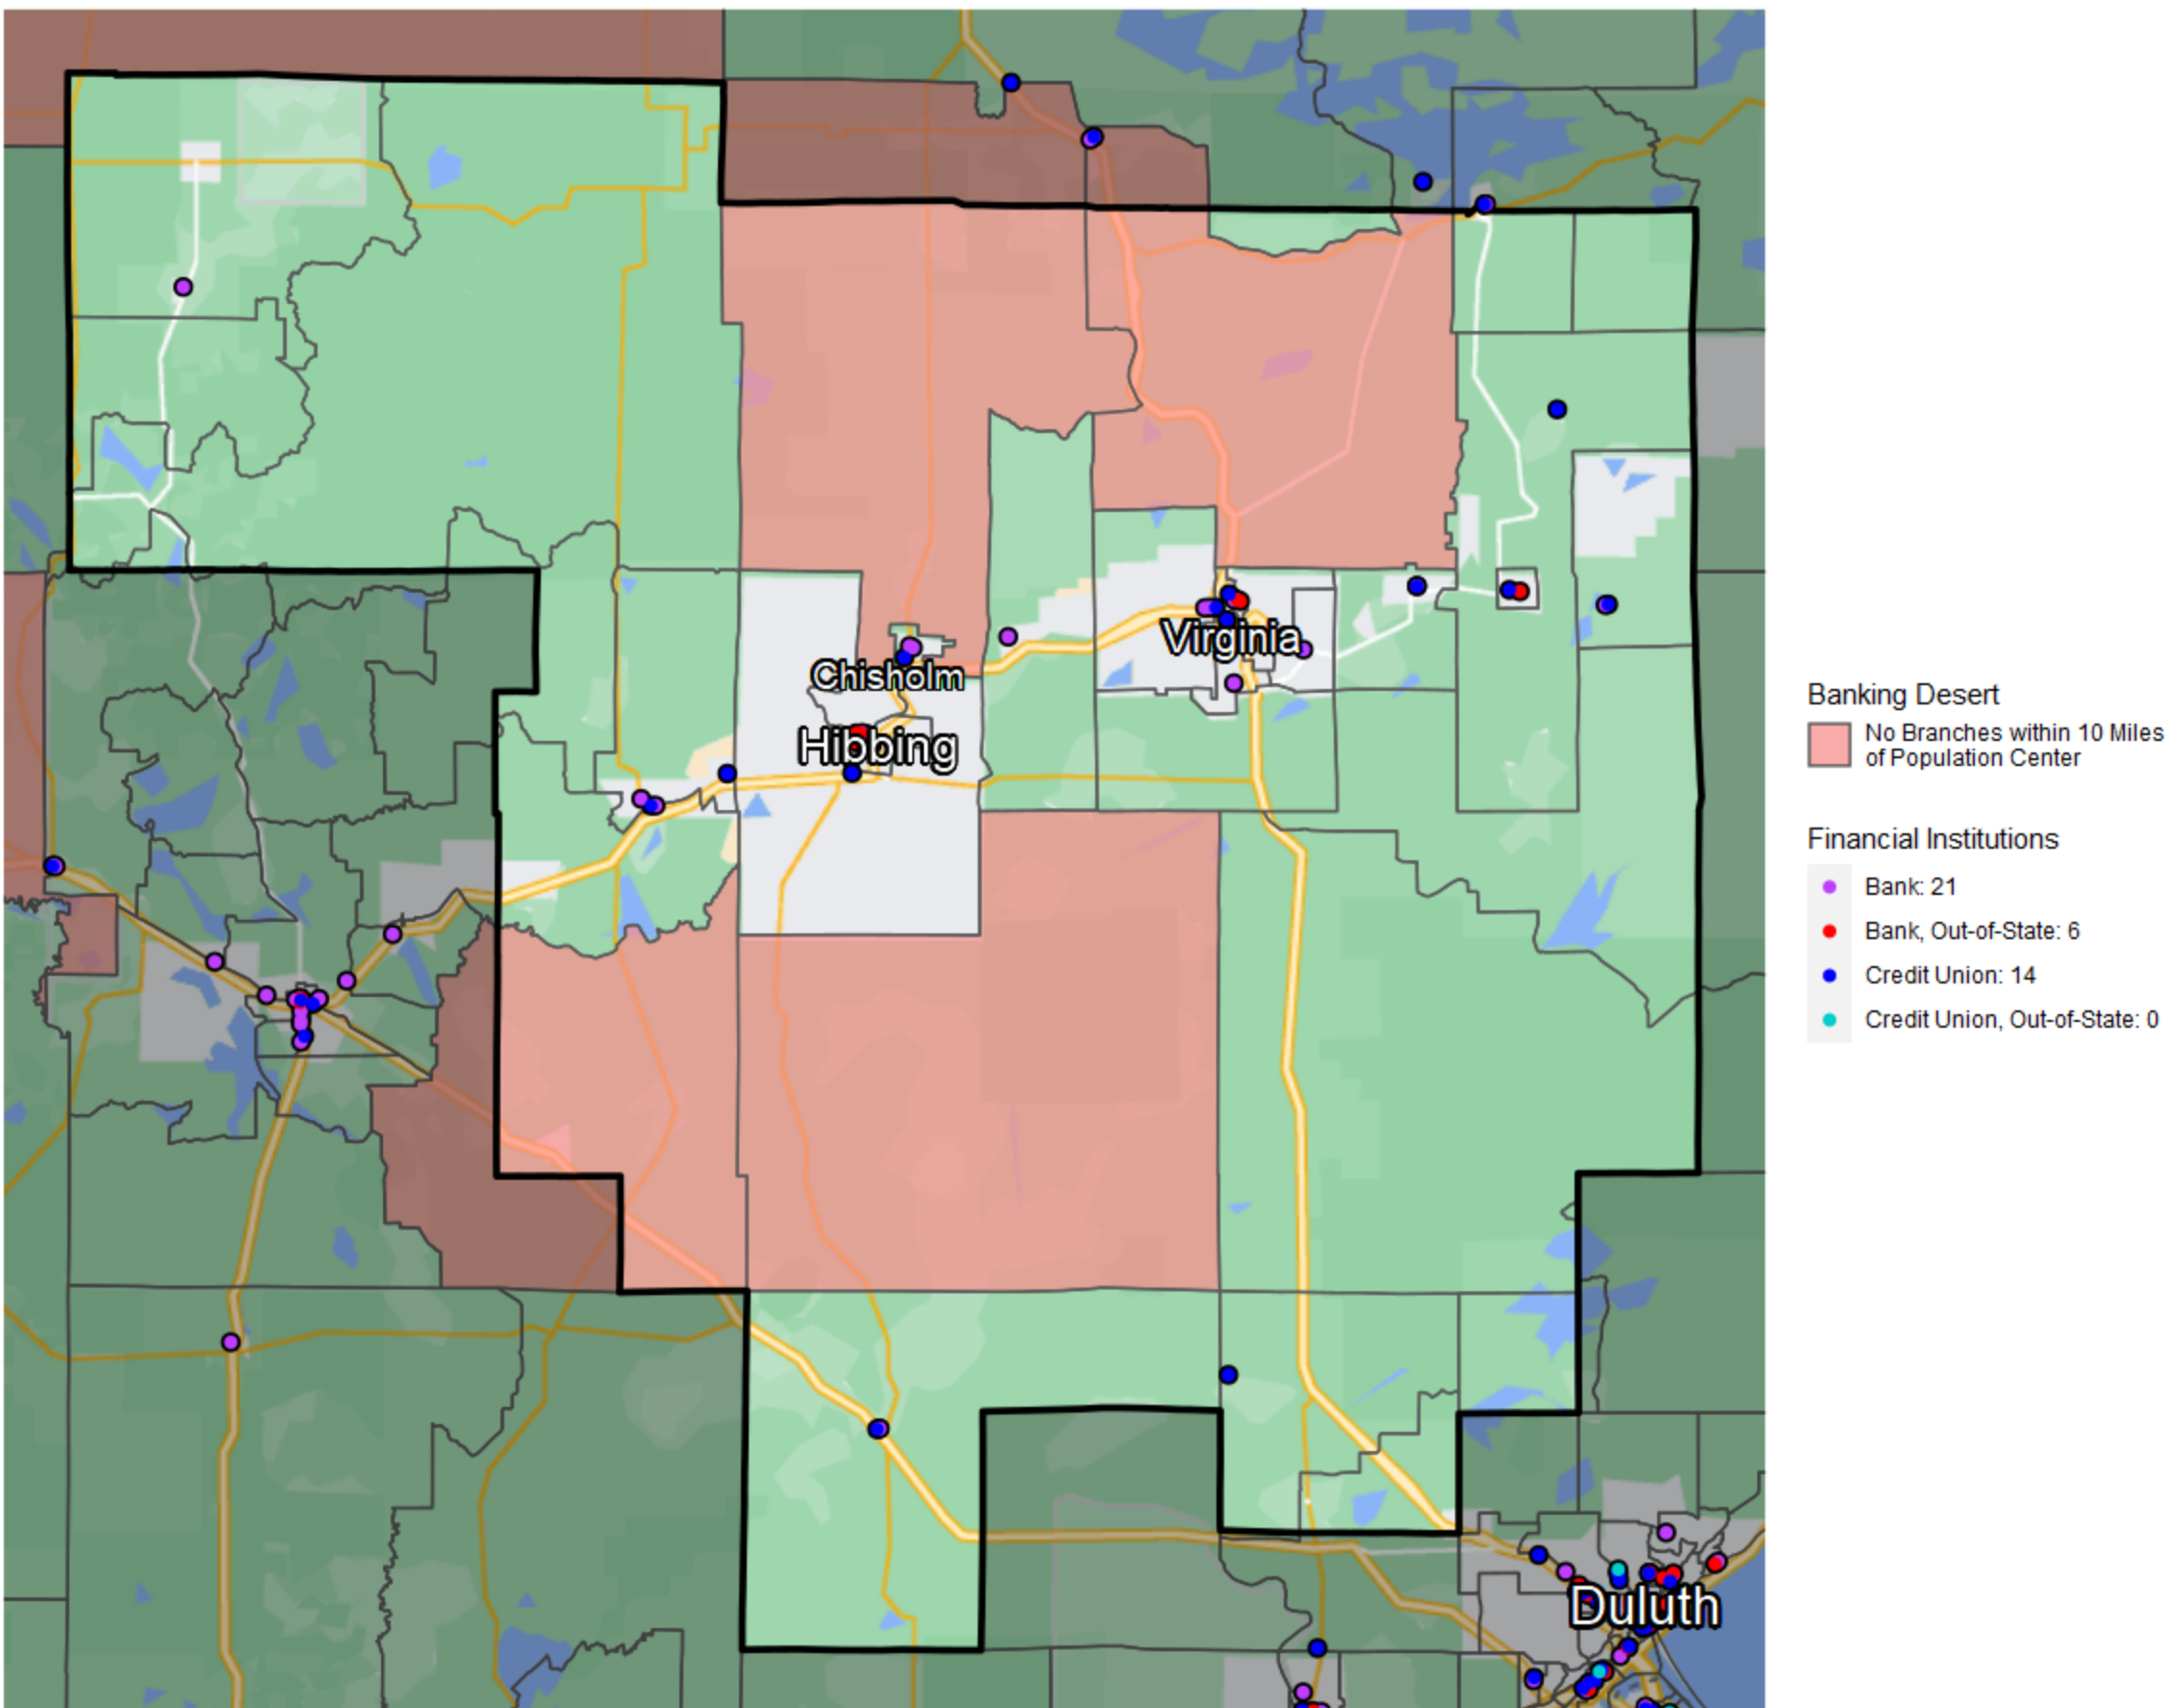 Virginia
Chisholm
Hibbing
Duluth
Banking Desert
No Branches within 10 Miles
of Population Center
Financial Institutions
Bank: 21
Bank, Out-of-State: 6
Credit Union: 14
Credit Union, Out-of-State: 0